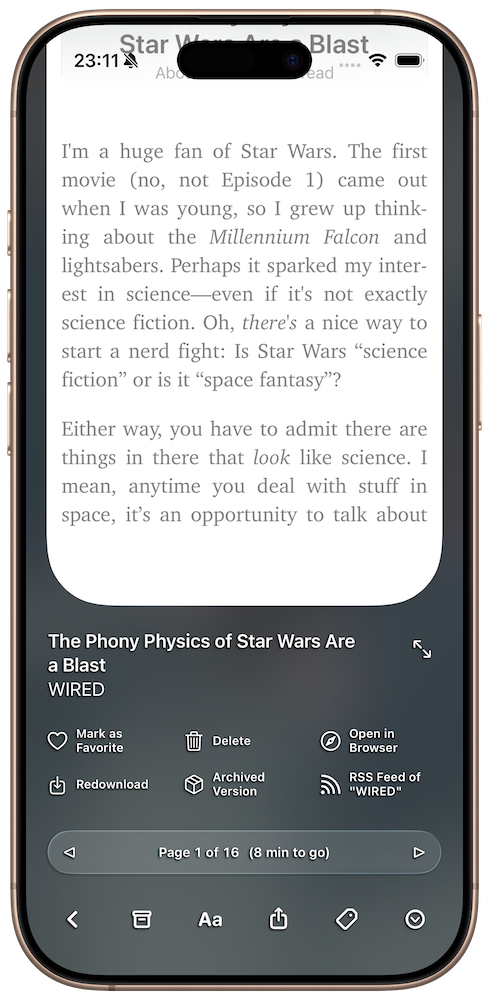 Star Wars Are a Blast
23:11
Abo
ead
I'm a huge fan of Star Wars. The first
movie (no, not Episode 1) came out
when I was young, so I grew up think-
ing about the Millennium Falcon and
lightsabers. Perhaps it sparked my inter-
est in science—even if it's not exactly
science fiction. Oh, there's a nice way to
start a nerd fight: Is Star Wars “science
fiction” or is it “space fantasy”?
Either way, you have to admit there are
things in there that look like science. I
mean, anytime you deal with stuff in
space, it’s an opportunity to talk about
The Phony Physics of Star Wars Are
a Blast
WIRED
Mark as
Favorite
Delete
Open in
Browser
Redownload
Archived
Version
RSS Feed of
"WIRED"
Page 1 of 16 (8 min to go)
Aa